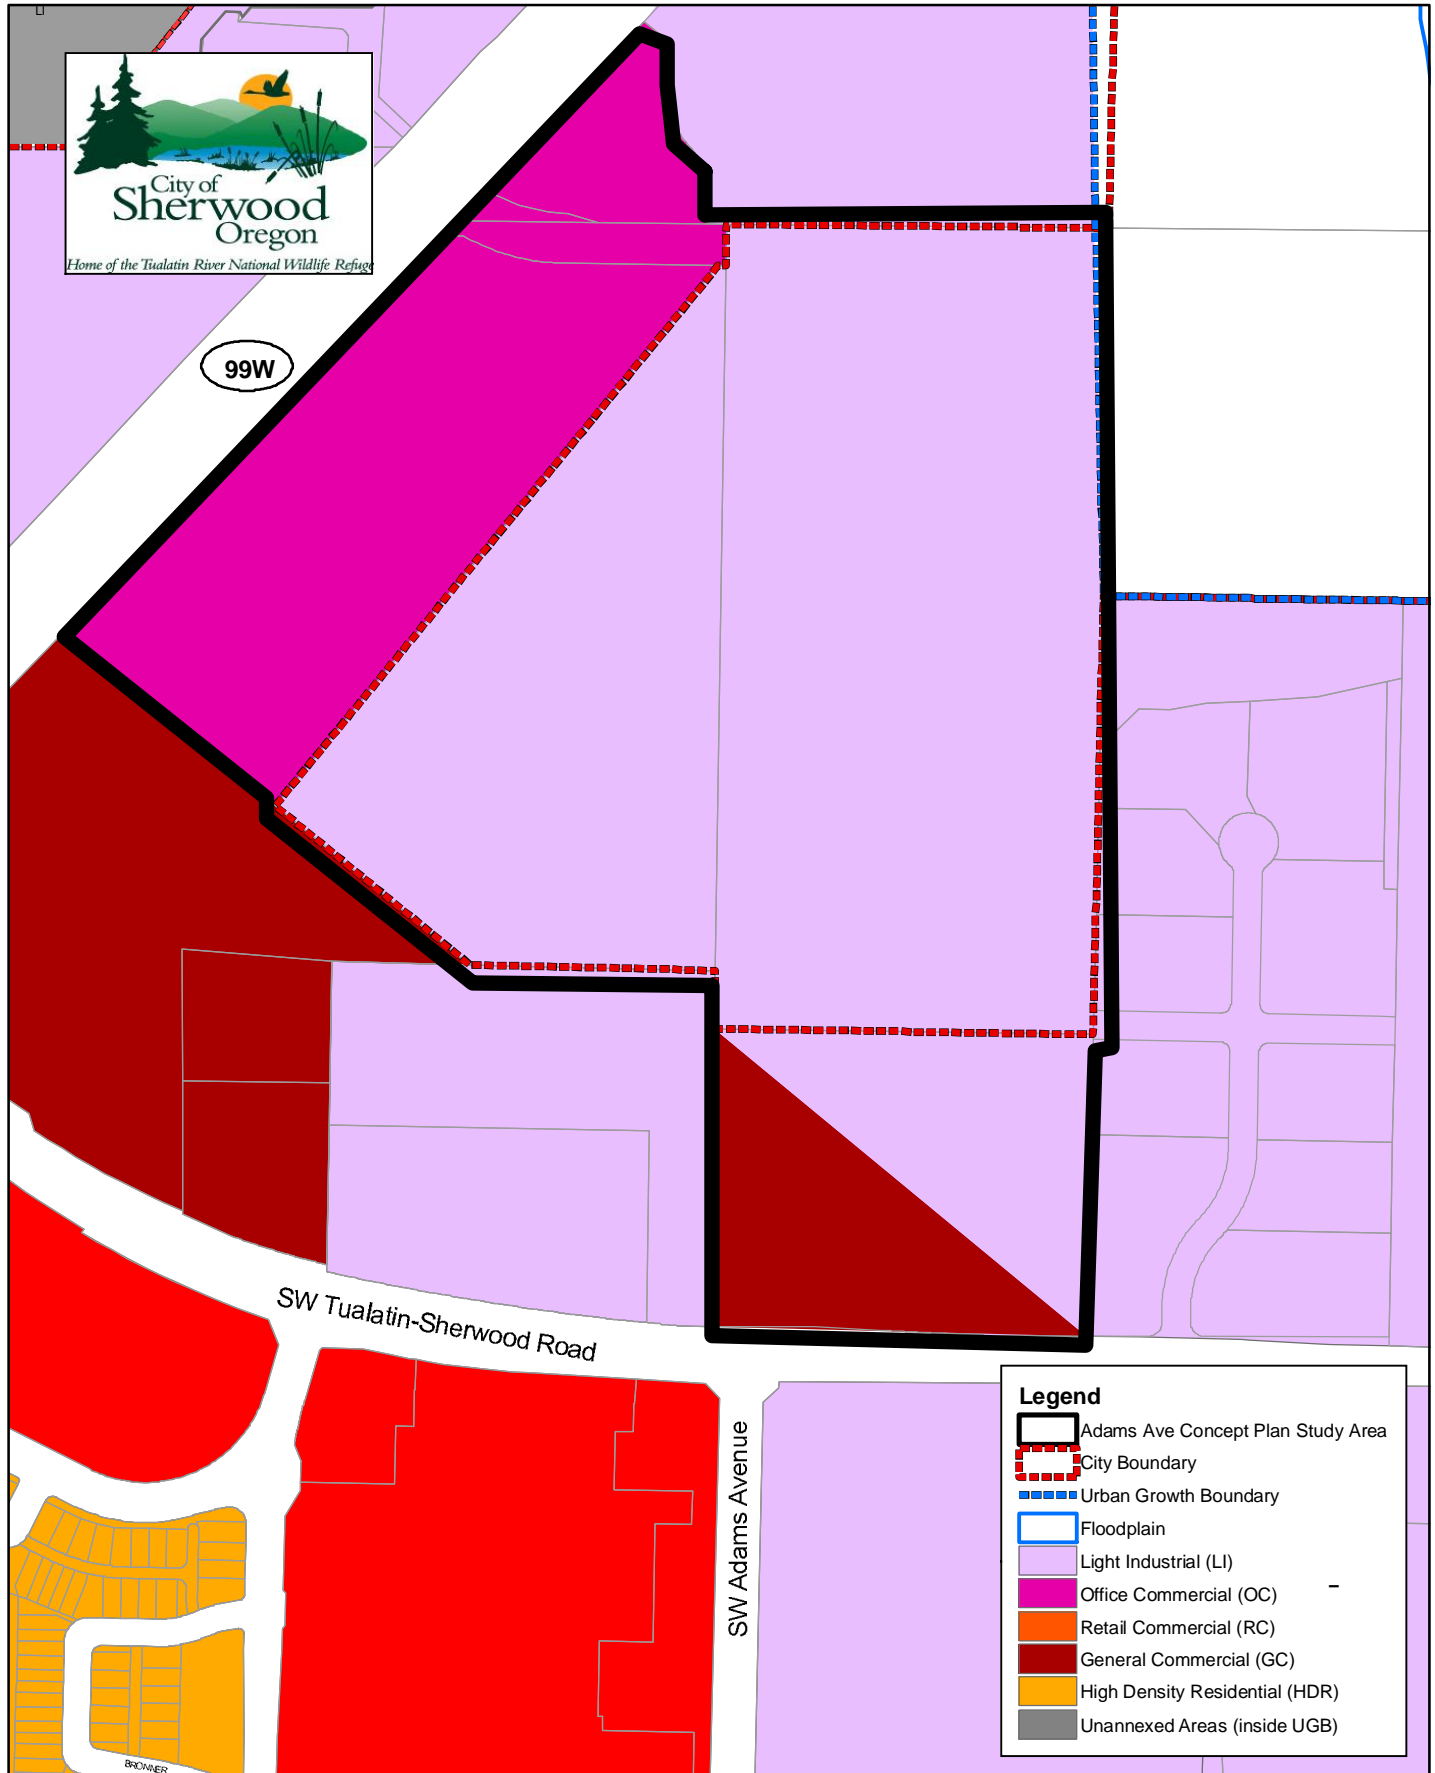 City of
Sherwood
Oregon
Home of the Tualatin River National Wildlife Refuge
99W
SW Tualatin-Sherwood Road
SW Adams Avenue
BRONNER
Legend
Adams Ave Concept Plan Study Area
City Boundary
Urban Growth Boundary
Floodplain
Light Industrial (LI)
Office Commercial (OC)
Retail Commercial (RC)
General Commercial (GC)
High Density Residential (HDR)
Unannexed Areas (inside UGB)